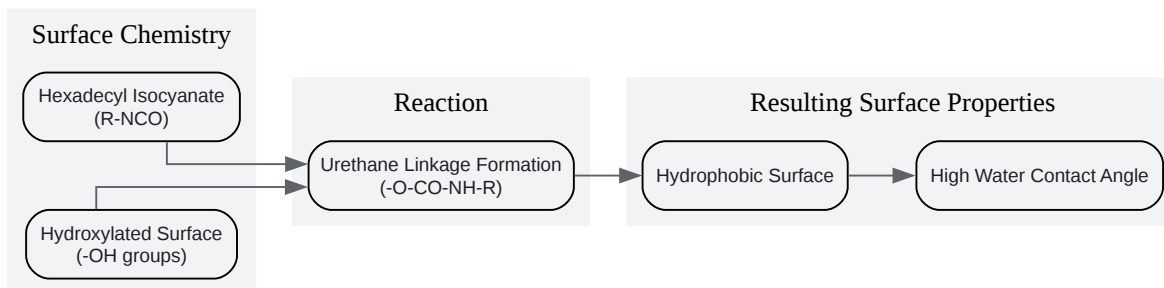 Surface Chemistry
Hexadecyl Isocyanate
(R-NCO)
Hydroxylated Surface
(-OH groups)
Reaction
Urethane Linkage Formation
(-O-CO-NH-R)
Resulting Surface Properties
Hydrophobic Surface
High Water Contact Angle